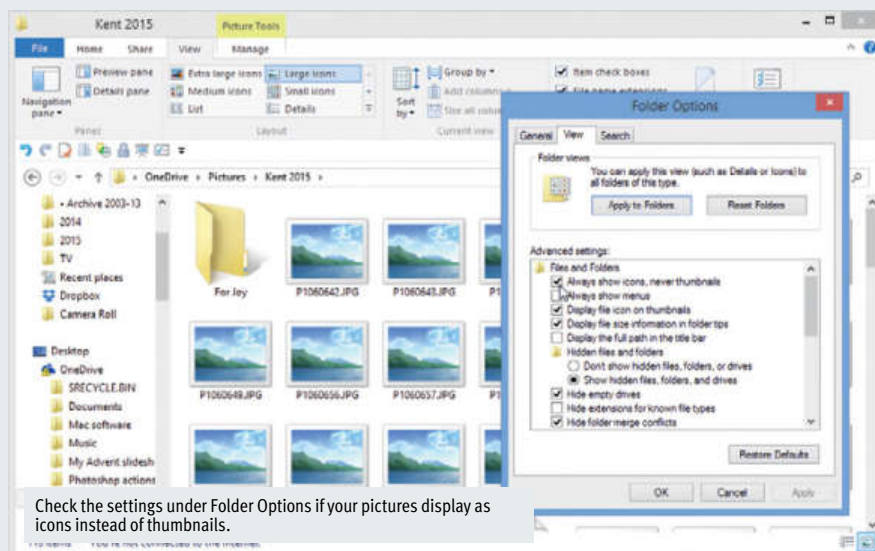 Kent 2015
Picture Tools
File Home Share View Manage
Navigation pane
Preview pane
Details pane
Panes
Extra large icons Large icons
Medium icons Small icons
List Details
Layout
Sort by
Group by
Add columns
Size all
Current view
Item check boxes
File name extensions
OneDrive Pictures Kent 2015
Archive 2003-13
2014
2015
TV
Recent places
Dropbox
Camera Roll
Desktop
OneDrive
$RECYCLE.BIN
Documents
Mac software
Music
My Advent slidesh
Photoshop actions
For Joy P1060642.JPG P1060643.JPG P1
P1060649.JPG P1060656.JPG P1060657.JPG P1
Folder Options
General View Search
Folder views
You can apply this view (such as Details or Icons) to
all folders of this type.
Apply to Folders Reset Folders
Advanced settings:
Files and Folders
Always show icons, never thumbnails
Always show menus
Display file icon on thumbnails
Display file size information in folder tips
Display the full path in the title bar
Hidden files and folders
Don't show hidden files, folders, or drives
Show hidden files, folders, and drives
Hide empty drives
Hide extensions for known file types
Hide folder merge conflicts
Restore Defaults
OK Cancel Apply
Check the settings under Folder Options if your pictures display as
icons instead of thumbnails.